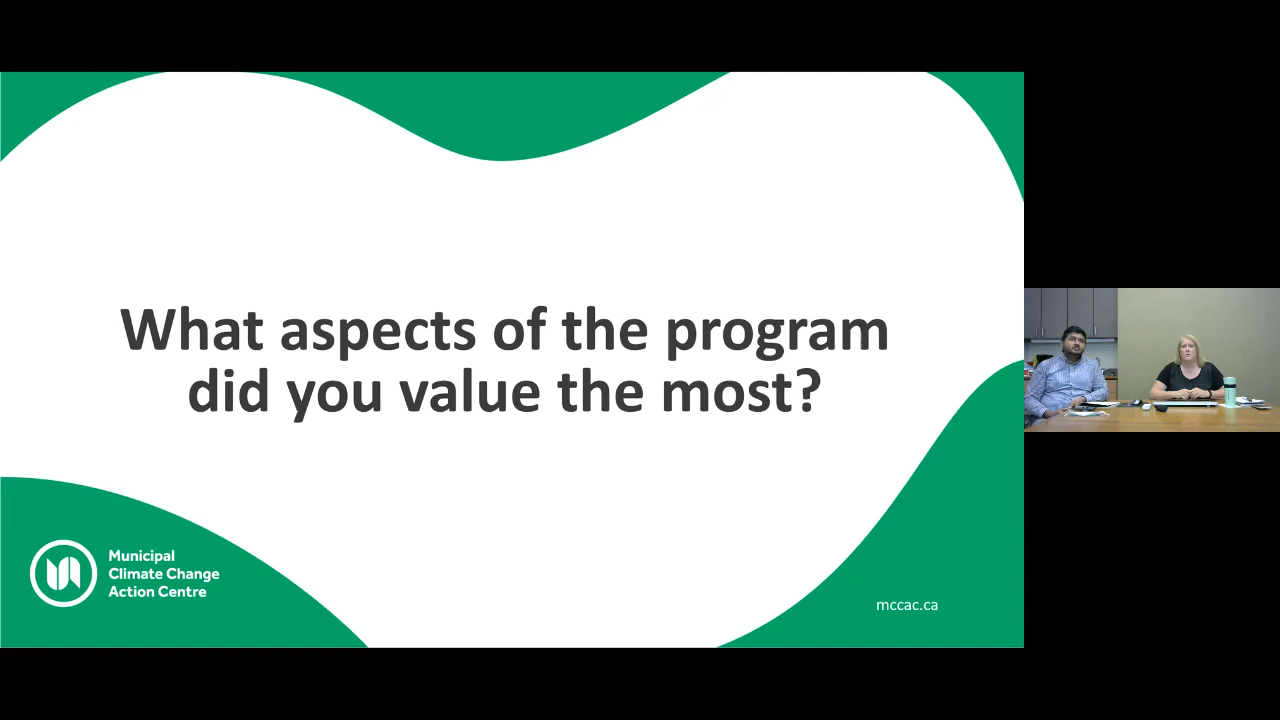 What aspects of the program
did you value the most?
Municipal
Climate Change
Action Centre
mccac.ca